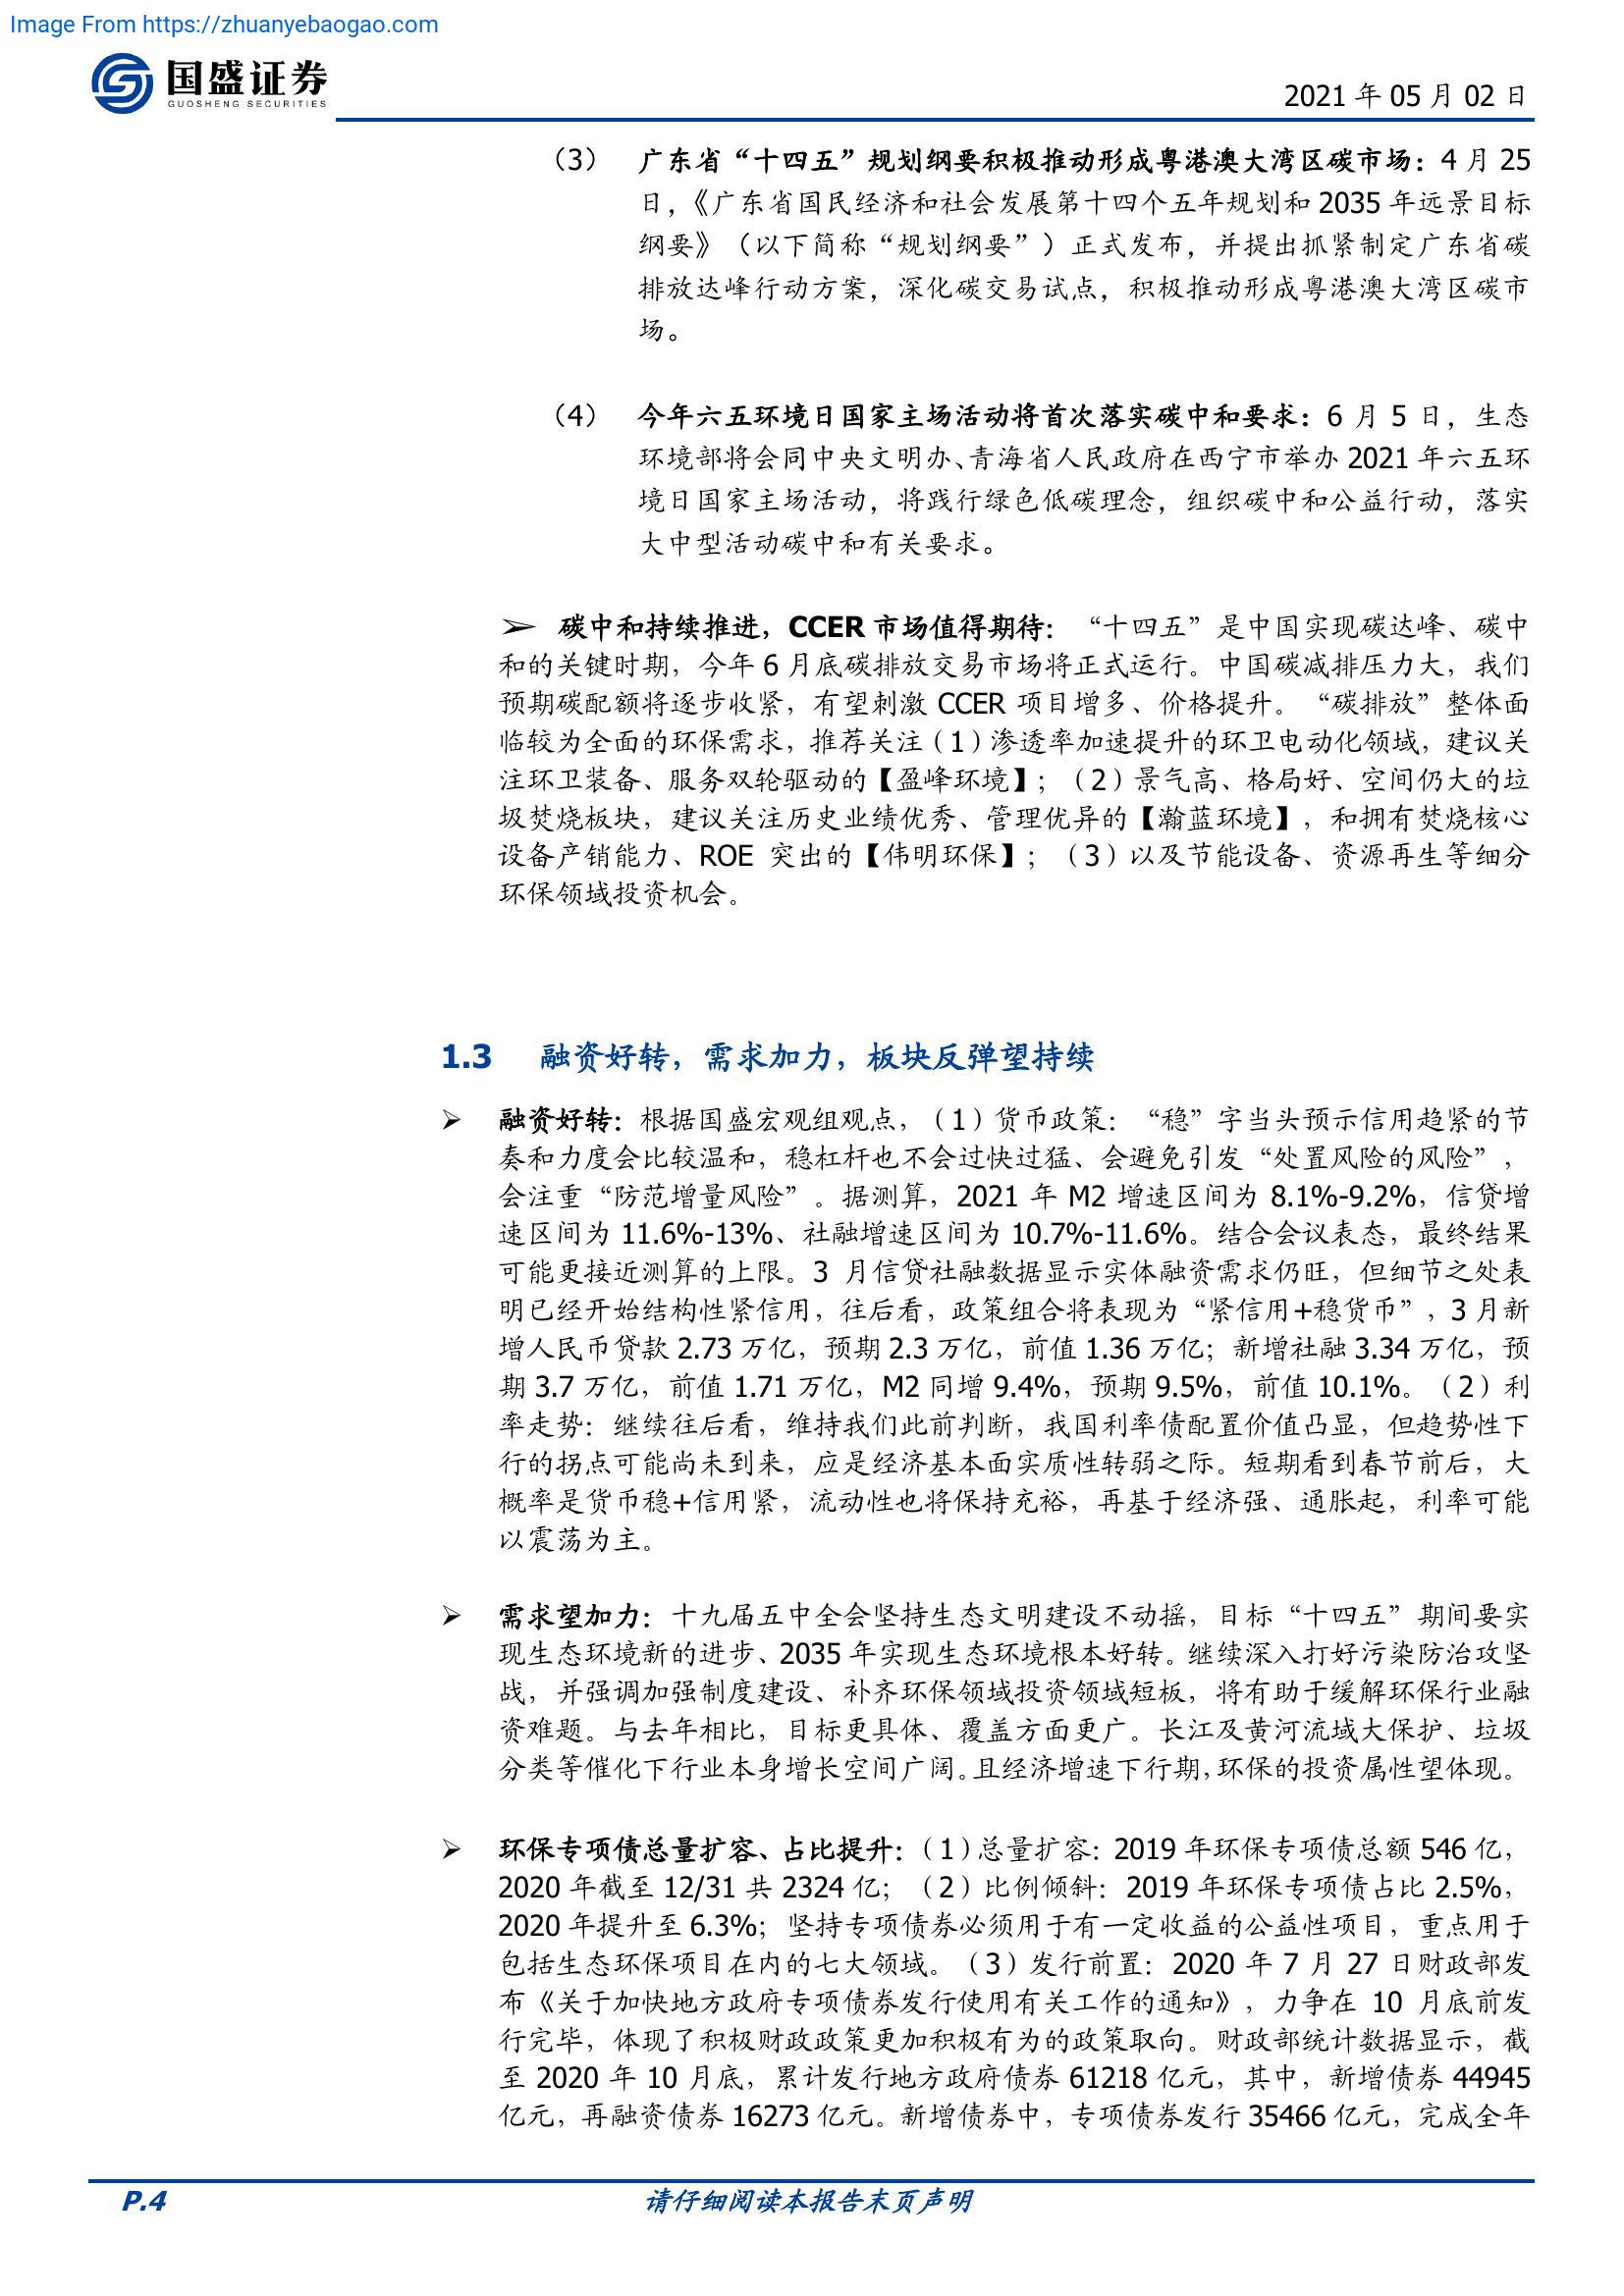 Image From https://zhuanyebaogao.com
国盛证券
GUOSHENG SECURITIES
2021 年 05 月 02 日
（3） 广东省“十四五”规划纲要积极推动形成粤港澳大湾区碳市场：4 月 25
日，《广东省国民经济和社会发展第十四个五年规划和 2035 年远景目标
纲要》（以下简称“规划纲要”）正式发布，并提出抓紧制定广东省碳
排放达峰行动方案，深化碳交易试点，积极推动形成粤港澳大湾区碳市
场。
（4） 今年六五环境日国家主场活动将首次落实碳中和要求：6 月 5 日，生态
环境部将会同中央文明办、青海省人民政府在西宁市举办 2021 年六五环
境日国家主场活动，将践行绿色低碳理念，组织碳中和公益行动，落实
大中型活动碳中和有关要求。
➢ 碳中和持续推进，CCER 市场值得期待：“十四五”是中国实现碳达峰、碳中
和的关键时期，今年 6 月底碳排放交易市场将正式运行。中国碳减排压力大，我们
预期碳配额将逐步收紧，有望刺激 CCER 项目增多、价格提升。“碳排放”整体面
临较为全面的环保需求，推荐关注（1）渗透率加速提升的环卫电动化领域，建议关
注环卫装备、服务双轮驱动的【盈峰环境】；（2）景气高、格局好、空间仍大的垃
圾焚烧板块，建议关注历史业绩优秀、管理优异的【瀚蓝环境】，和拥有焚烧核心
设备产销能力、ROE 突出的【伟明环保】；（3）以及节能设备、资源再生等细分
环保领域投资机会。
1.3 融资好转，需求加力，板块反弹望持续
➢ 融资好转：根据国盛宏观组观点，（1）货币政策：“稳”字当头预示信用趋紧的节
奏和力度会比较温和，稳杠杆也不会过快过猛、会避免引发“处置风险的风险”，
会注重“防范增量风险”。据测算，2021 年 M2 增速区间为 8.1%-9.2%，信贷增
速区间为 11.6%-13%、社融增速区间为 10.7%-11.6%。结合会议表态，最终结果
可能更接近测算的上限。3 月信贷社融数据显示实体融资需求仍旺，但细节之处表
明已经开始结构性紧信用，往后看，政策组合将表现为“紧信用+稳货币”，3 月新
增人民币贷款 2.73 万亿，预期 2.3 万亿，前值 1.36 万亿；新增社融 3.34 万亿，预
期 3.7 万亿，前值 1.71 万亿，M2 同增 9.4%，预期 9.5%，前值 10.1%。（2）利
率走势：继续往后看，维持我们此前判断，我国利率债配置价值凸显，但趋势性下
行的拐点可能尚未到来，应是经济基本面实质性转弱之际。短期看到春节前后，大
概率是货币稳+信用紧，流动性也将保持充裕，再基于经济强、通胀起，利率可能
以震荡为主。
➢ 需求望加力：十九届五中全会坚持生态文明建设不动摇，目标“十四五”期间要实
现生态环境新的进步、2035 年实现生态环境根本好转。继续深入打好污染防治攻坚
战，并强调加强制度建设、补齐环保领域投资领域短板，将有助于缓解环保行业融
资难题。与去年相比，目标更具体、覆盖方面更广。长江及黄河流域大保护、垃圾
分类等催化下行业本身增长空间广阔。且经济增速下行期，环保的投资属性望体现。
➢ 环保专项债总量扩容、占比提升：（1）总量扩容：2019 年环保专项债总额 546 亿，
2020 年截至 12/31 共 2324 亿；（2）比例倾斜：2019 年环保专项债占比 2.5%，
2020 年提升至 6.3%；坚持专项债券必须用于有一定收益的公益性项目，重点用于
包括生态环保项目在内的七大领域。（3）发行前置：2020 年 7 月 27 日财政部发
布《关于加快地方政府专项债券发行使用有关工作的通知》，力争在 10 月底前发
行完毕，体现了积极财政政策更加积极有为的政策取向。财政部统计数据显示，截
至 2020 年 10 月底，累计发行地方政府债券 61218 亿元，其中，新增债券 44945
亿元，再融资债券 16273 亿元。新增债券中，专项债券发行 35466 亿元，完成全年
P.4 请仔细阅读本报告末页声明